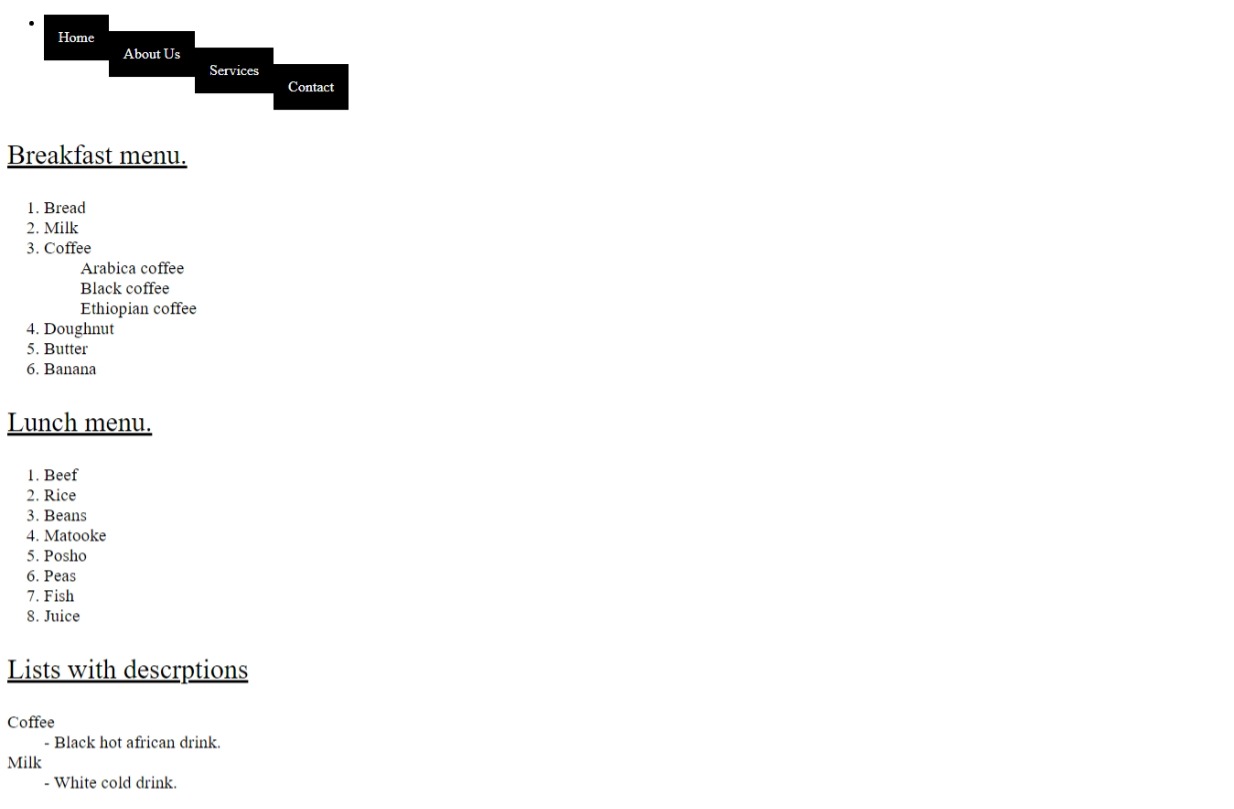 Home
About Us
Services
Contact
Breakfast menu.
1. Bread
2. Milk
3. Coffee
Arabica coffee
Black coffee
Ethiopian coffee
4. Doughnut
5. Butter
6. Banana
Lunch menu.
1. Beef
2. Rice
3. Beans
4. Matooke
5. Posho
6. Peas
7. Fish
8. Juice
Lists with descrptions
Coffee
- Black hot african drink.
Milk
- White cold drink.